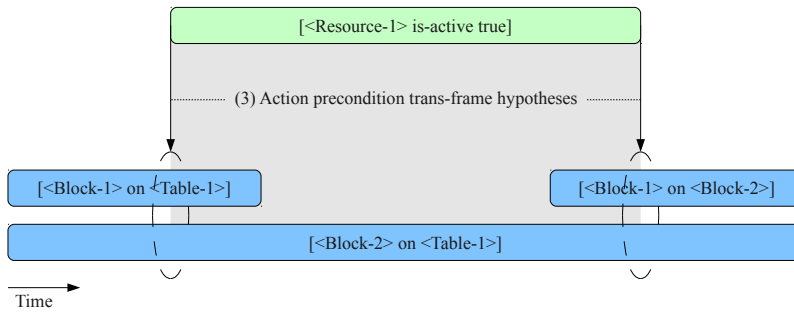 [<Resource-1> is-active true]
(3) Action precondition trans-frame hypotheses
[<Block-1> on <Table-1>]
[<Block-1> on <Block-2>]
[<Block-2> on <Table-1>]
Time